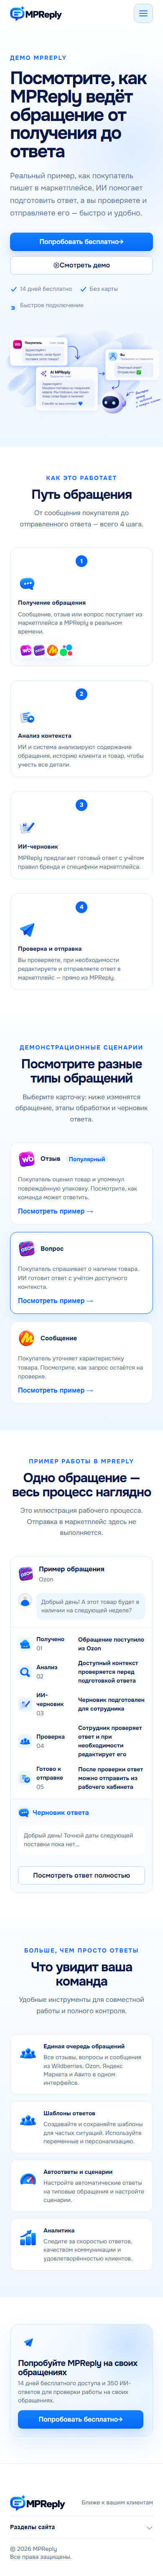 MPReply
ДЕМО MPREPLY
Посмотрите, как
MPReply ведёт
обращение от
получения до
ответа
Реальный пример, как покупатель
пишет в маркетплейсе, ИИ помогает
подготовить ответ, а вы проверяете и
отправляете его — быстро и удобно.
Попробовать бесплатно→
Смотреть демо
14 дней бесплатно
Без карты
Быстрое подключение
КАК ЭТО РАБОТАЕТ
Путь обращения
От сообщения покупателя до
отправленного ответа — всего 4 шага.
1
Получение обращения
Сообщение, отзыв или вопрос поступает из
маркетплейса в MPReply в реальном
времени.
2
Анализ контекста
ИИ и система анализируют содержание
обращения, историю клиента и товар, чтобы
учесть все детали.
3
ИИ-черновик
MPReply предлагает готовый ответ с учётом
правил бренда и специфики маркетплейса.
4
Проверка и отправка
Вы проверяете, при необходимости
редактируете и отправляете ответ в
маркетплейс — прямо из MPReply.
ДЕМОНСТРАЦИОННЫЕ СЦЕНАРИИ
Посмотрите разные
типы обращений
Выберите карточку: ниже изменятся
обращение, этапы обработки и черновик
ответа.
Отзыв Популярный
Покупатель оценил товар и упомянул
повреждённую упаковку. Посмотрите, как
команда может ответить.
Посмотреть пример →
Вопрос
Покупатель спрашивает о наличии товара.
ИИ готовит ответ с учётом доступного
контекста.
Посмотреть пример →
Сообщение
Покупатель уточняет характеристику
товара. Посмотрите, как запрос остаётся на
проверке.
Посмотреть пример →
ПРИМЕР РАБОТЫ В MPREPLY
Одно обращение —
весь процесс наглядно
Это иллюстрация рабочего процесса.
Отправка в маркетплейс здесь не
выполняется.
Пример обращения
Ozon
Добрый день! А этот товар будет в
наличии на следующей неделе?
Получено
01
Обращение поступило
из Ozon
Анализ
02
Доступный контекст
проверяется перед
подготовкой ответа
ИИ-
черновик
03
Черновик подготовлен
для сотрудника
Проверка
04
Сотрудник проверяет
ответ и при
необходимости
редактирует его
Готово к
отправке
05
После проверки ответ
можно отправить из
рабочего кабинета
Черновик ответа
Добрый день! Точной даты следующей
поставки пока нет…
Посмотреть ответ полностью
БОЛЬШЕ, ЧЕМ ПРОСТО ОТВЕТЫ
Что увидит ваша
команда
Удобные инструменты для совместной
работы и полного контроля.
Единая очередь обращений
Все отзывы, вопросы и сообщения
из Wildberries, Ozon, Яндекс
Маркета и Авито в одном
интерфейсе.
Шаблоны ответов
Создавайте и сохраняйте шаблоны
для частых ситуаций. Используйте
переменные и персонализацию.
Автоответы и сценарии
Настройте автоматические ответы
на типовые обращения и настройте
сценарии.
Аналитика
Следите за скоростью ответов,
качеством коммуникации и
удовлетворённостью клиентов.
Попробуйте MPReply на своих
обращениях
14 дней бесплатного доступа и 350 ИИ-
ответов для проверки работы на своих
обращениях.
Попробовать бесплатно→
MPReply
Ближе к вашим клиентам
Разделы сайта
© 2026 MPReply
Все права защищены.